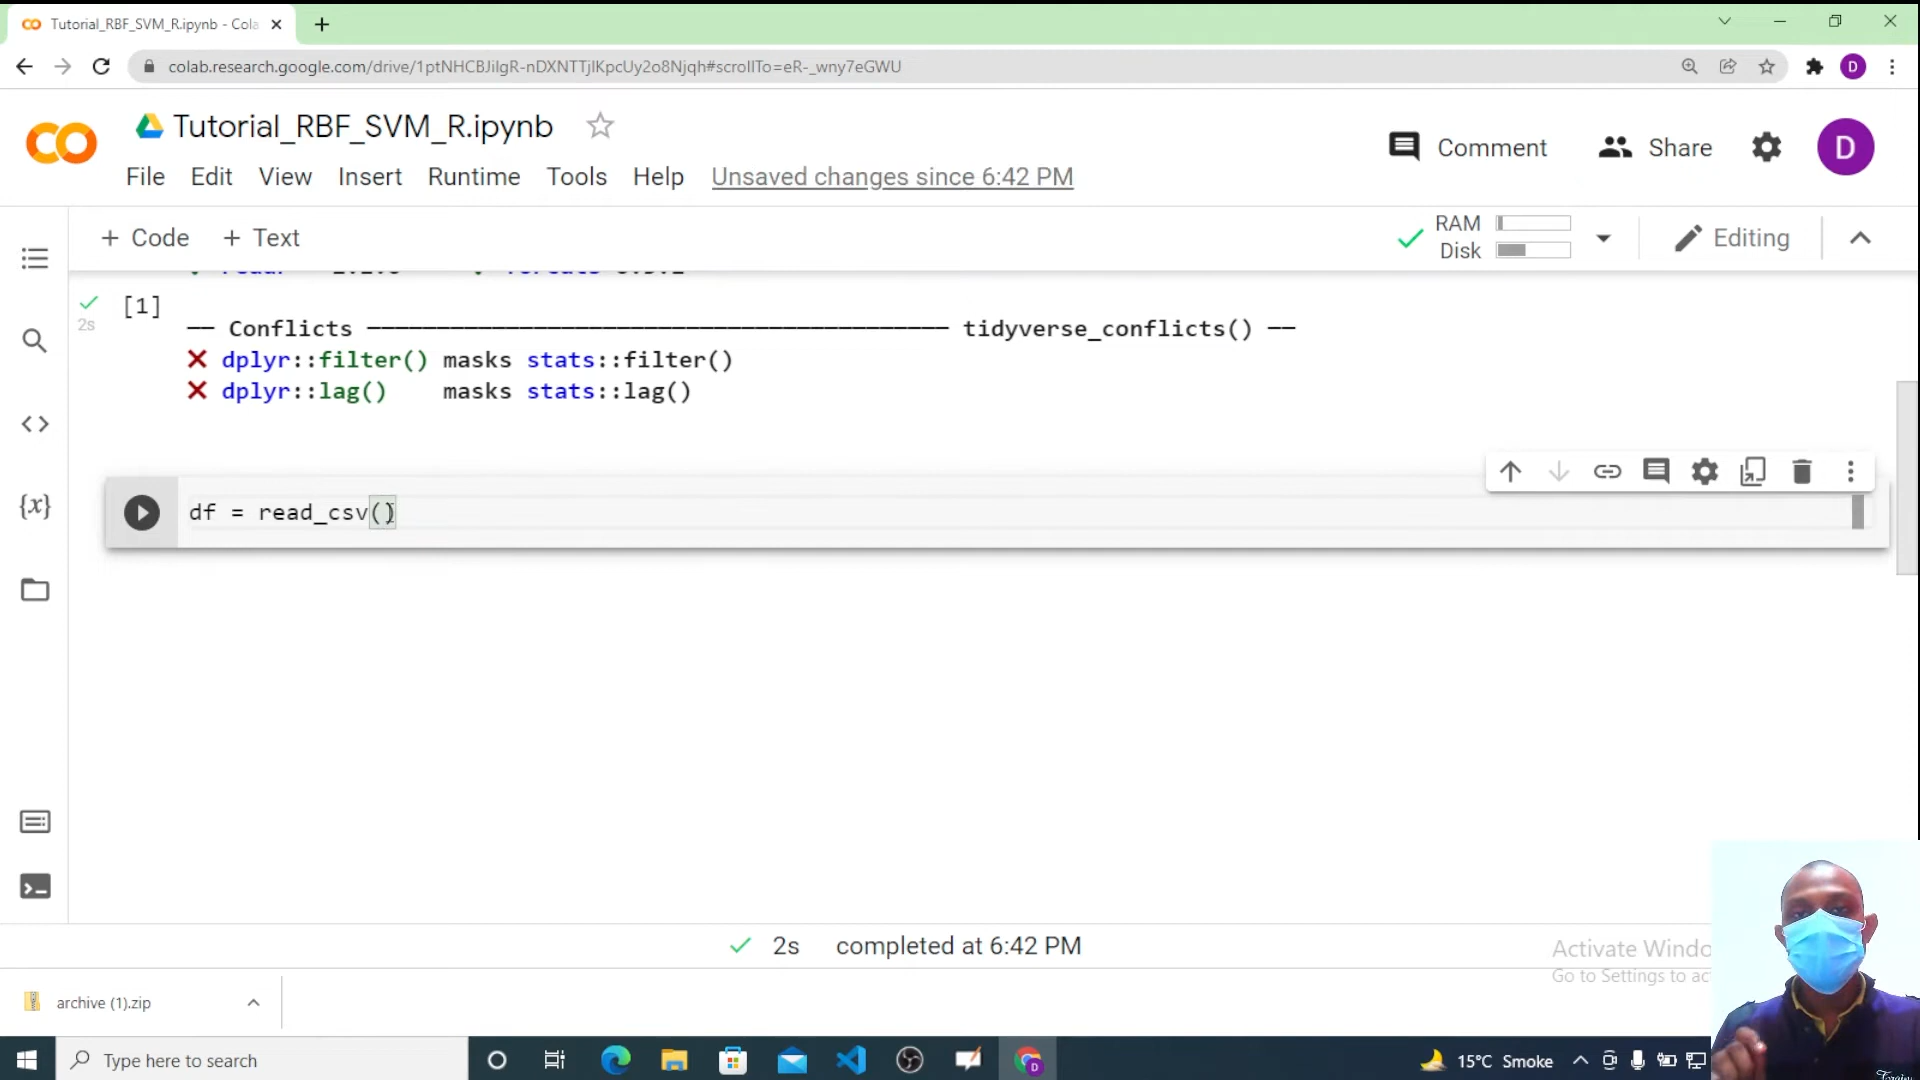 Tutorial_RBF_SVM_R.ipynb - Cola
colab.research.google.com/drive/1ptNHCBJiIgR-nDXNTTjIKpcUy2o8Njqh#scrollTo=eR-_wny7eGWU
D
Tutorial_RBF_SVM_R.ipynb
Comment
Share
D
File Edit View Insert Runtime Tools Help Unsaved changes since 6:42 PM
+ Code + Text
RAM
Disk
Editing
[1]
2s
── Conflicts ────────────────────────────────────────── tidyverse_conflicts() ──
✖ dplyr::filter() masks stats::filter()
✖ dplyr::lag() masks stats::lag()
{x}
df = read_csv()
2s completed at 6:42 PM
Activate Windo
Go to Settings to ac
archive (1).zip
Type here to search
D
15°C Smoke